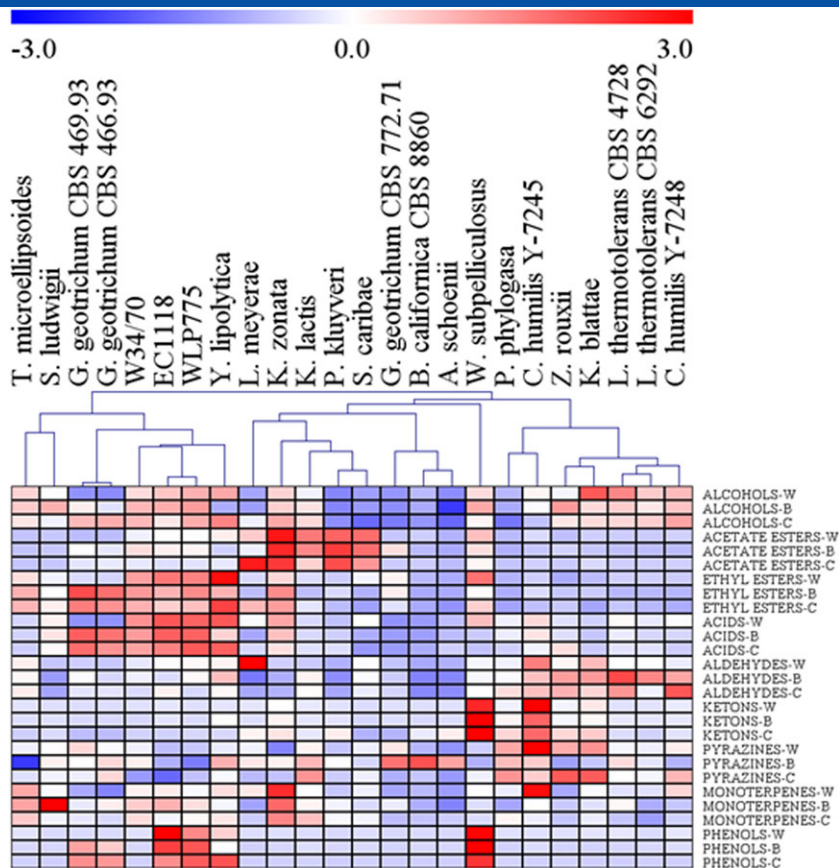 -3.0 0.0 3.0
T. microellipsoides
S. ludwigii
G. geotrichum CBS 469.93
G. geotrichum CBS 466.93
W34/70
EC1118
WLP775
Y. lipolytica
L. meyerae
K. zonata
K. lactis
P. kluyveri
S. caribae
G. geotrichum CBS 772.71
B. californica CBS 8860
A. schoenii
W. subpelliculosus
P. phylogasa
C. humilis Y-7245
Z. rouxii
K. blattae
L. thermotolerans CBS 4728
L. thermotolerans CBS 6292
C. humilis Y-7248
ALCOHOLS-W
ALCOHOLS-B
ALCOHOLS-C
ACETATE ESTERS-W
ACETATE ESTERS-B
ACETATE ESTERS-C
ETHYL ESTERS-W
ETHYL ESTERS-B
ETHYL ESTERS-C
ACIDS-W
ACIDS-B
ACIDS-C
ALDEHYDES-W
ALDEHYDES-B
ALDEHYDES-C
KETONS-W
KETONS-B
KETONS-C
PYRAZINES-W
PYRAZINES-B
PYRAZINES-C
MONOTERPENES-W
MONOTERPENES-B
MONOTERPENES-C
PHENOLS-W
PHENOLS-B
PHENOLS-C